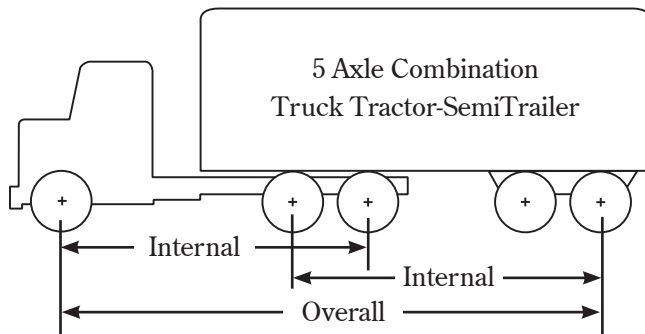 5 Axle Combination
Truck Tractor-SemiTrailer
Internal
Internal
Overall